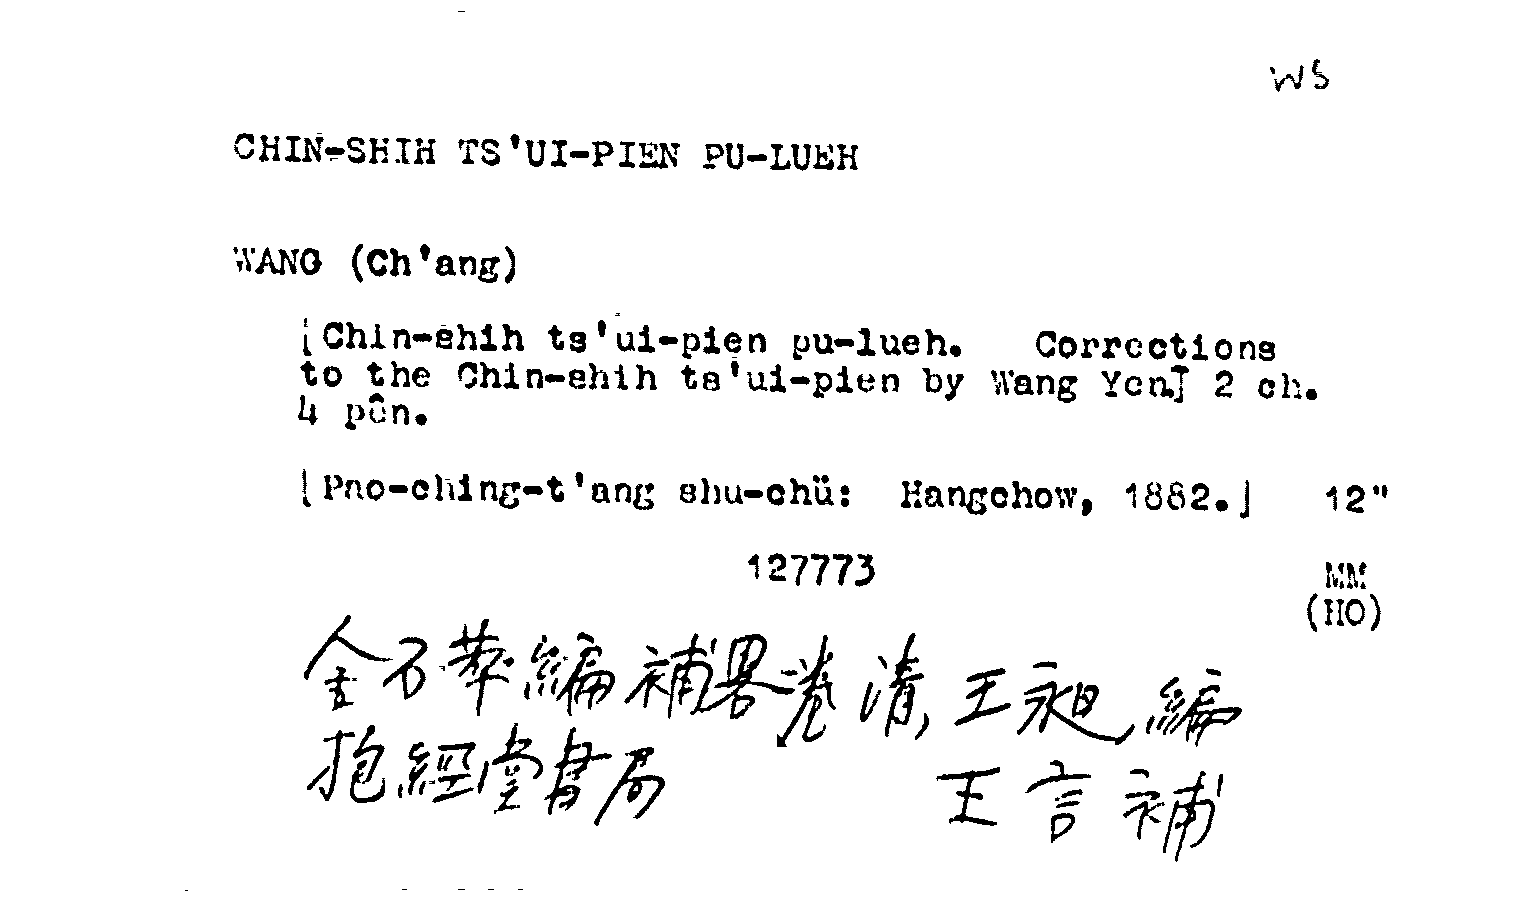 WS
CHIN-SHIH TS'UI-PIEN PU-LUEH
WANG (Ch'ang)
[Chin-shih ts'ui-pien pu-lueh. Corrections
to the Chin-shih ts'ui-pien by Wang Yen] 2 ch.
4 pên.
[Pao-ching-t'ang shu-chü: Hangchow, 1882.] 12"
127773
MM
(HO)
金石萃編補畧二卷 清, 王昶編
抱經堂書局 王言補